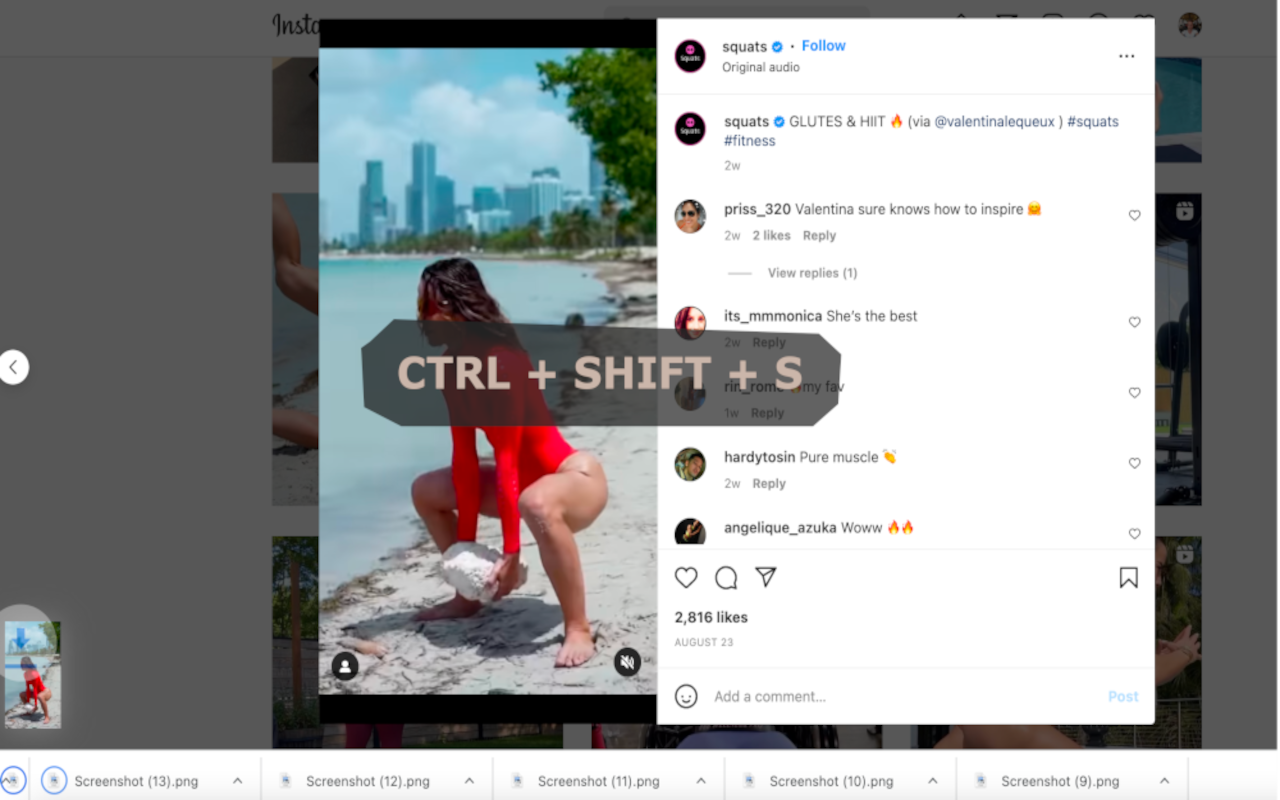 Insta
squats · Follow
Original audio
squats GLUTES & HIIT 🔥 (via @valentinalequeux ) #squats
#fitness
2w
priss_320 Valentina sure knows how to inspire 🤗
2w 2 likes Reply
View replies (1)
its_mmmonica She's the best
2w Reply
CTRL + SHIFT + S
my fav
1w Reply
hardytosin Pure muscle 👏
2w Reply
angelique_azuka Woww 🔥🔥
2,816 likes
AUGUST 23
Add a comment...
Post
Screenshot (13).png
Screenshot (12).png
Screenshot (11).png
Screenshot (10).png
Screenshot (9).png